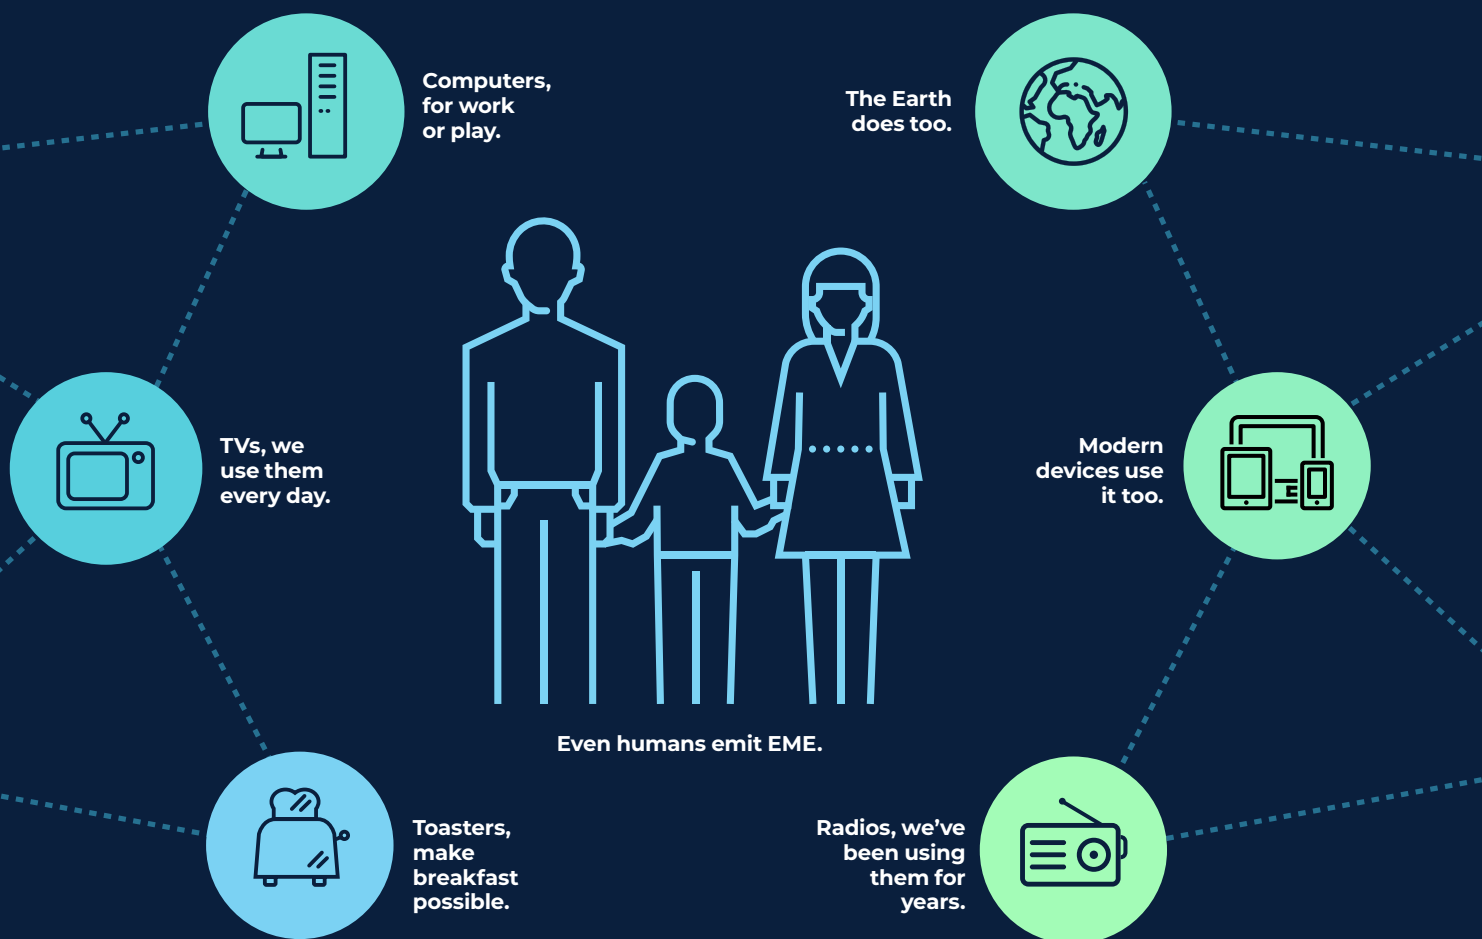 Computers,
for work
or play.
The Earth
does too.
TVs, we
use them
every day.
Modern
devices use
it too.
Even humans emit EME.
Toasters,
make
breakfast
possible.
Radios, we’ve
been using
them for
years.